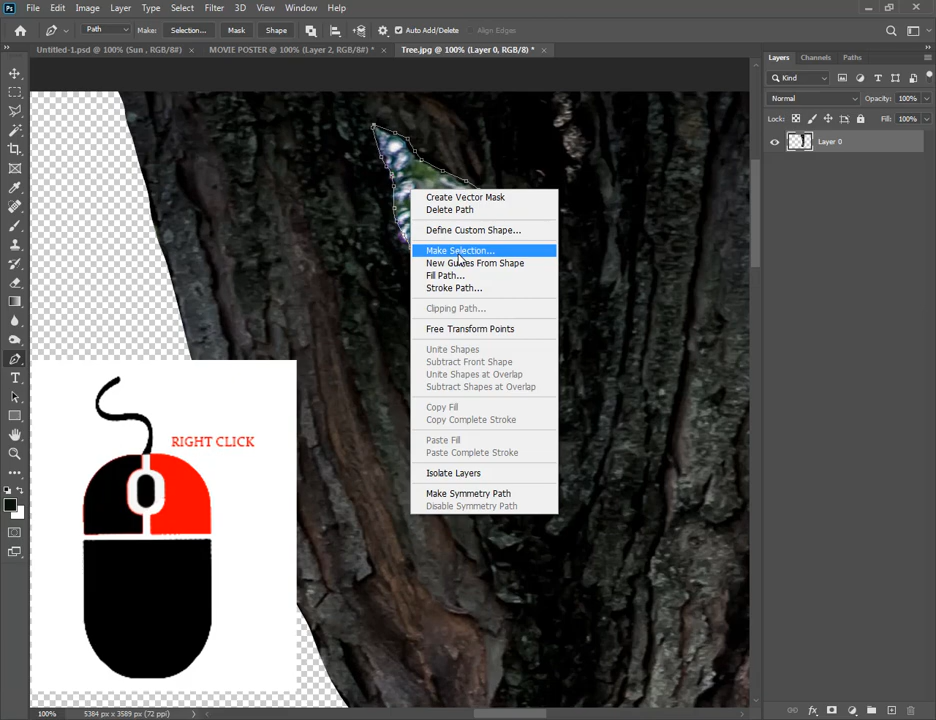 Ps File Edit Image Layer Type Select Filter 3D View Window Help
Path Make: Selection... Mask Shape Auto Add/Delete Align Edges
Untitled-1.psd @ 100% (Sun , RGB/8#) × MOVIE POSTER @ 100% (Layer 2, RGB/8#) * × Tree.jpg @ 100% (Layer 0, RGB/8) * ×
Layers Channels Paths
Kind
Normal Opacity: 100%
Lock: Fill: 100%
Layer 0
Create Vector Mask
Delete Path
Define Custom Shape...
Make Selection...
New Guides From Shape
Fill Path...
Stroke Path...
Clipping Path...
Free Transform Points
Unite Shapes
Subtract Front Shape
Unite Shapes at Overlap
Subtract Shapes at Overlap
Copy Fill
Copy Complete Stroke
Paste Fill
Paste Complete Stroke
Isolate Layers
Make Symmetry Path
Disable Symmetry Path
RIGHT CLICK
100% 5384 px x 3589 px (72 ppi)